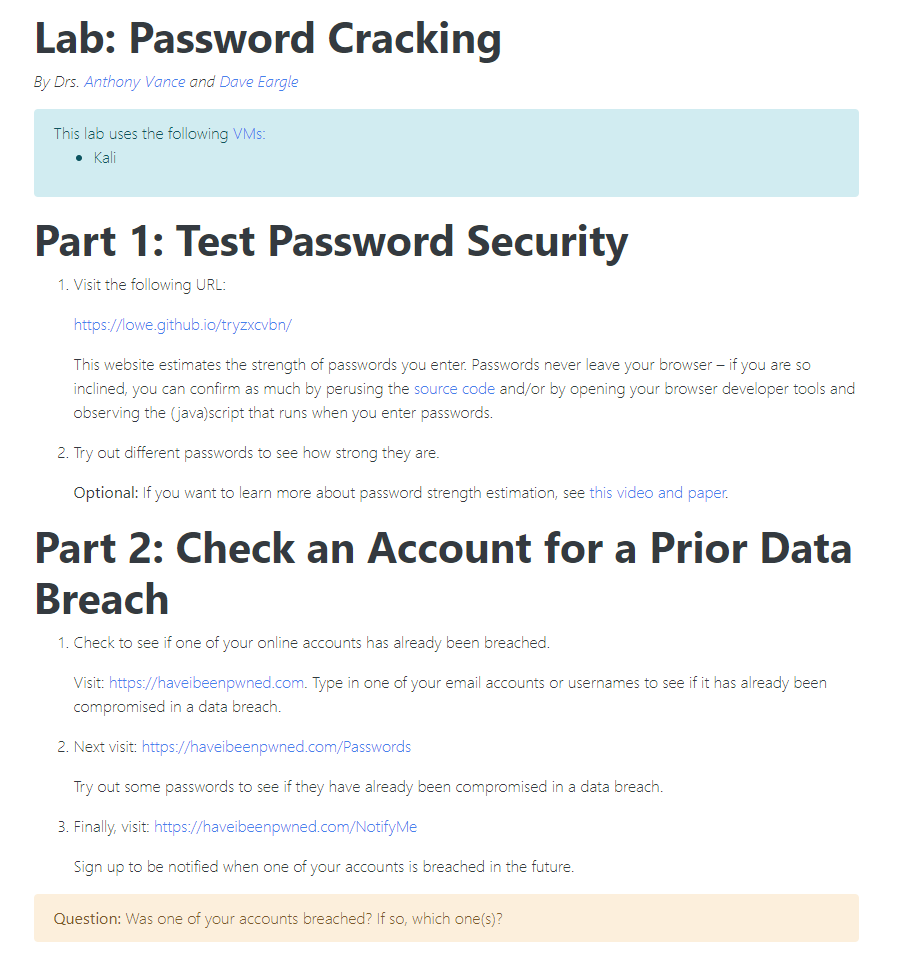 Lab: Password Cracking
By Drs. Anthony Vance and Dave Eargle
This lab uses the following VMs:
• Kali
Part 1: Test Password Security
1. Visit the following URL:
https://lowe.github.io/tryzxcvbn/
This website estimates the strength of passwords you enter. Passwords never leave your browser – if you are so
inclined, you can confirm as much by perusing the source code and/or by opening your browser developer tools and
observing the (java)script that runs when you enter passwords.
2. Try out different passwords to see how strong they are.
Optional: If you want to learn more about password strength estimation, see this video and paper.
Part 2: Check an Account for a Prior Data
Breach
1. Check to see if one of your online accounts has already been breached.
Visit: https://haveibeenpwned.com. Type in one of your email accounts or usernames to see if it has already been
compromised in a data breach.
2. Next visit: https://haveibeenpwned.com/Passwords
Try out some passwords to see if they have already been compromised in a data breach.
3. Finally, visit: https://haveibeenpwned.com/NotifyMe
Sign up to be notified when one of your accounts is breached in the future.
Question: Was one of your accounts breached? If so, which one(s)?